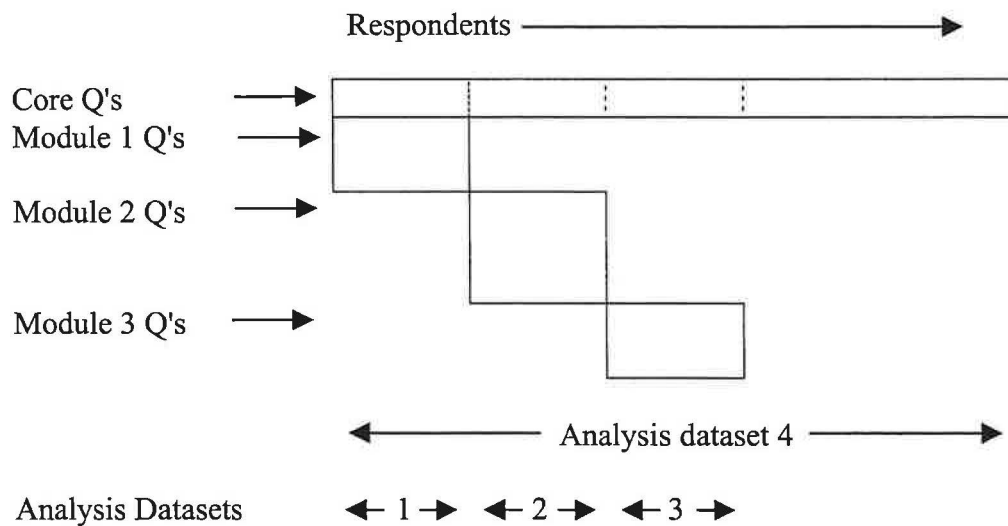 Respondents
Core Q's
Module 1 Q's
Module 2 Q's
Module 3 Q's
Analysis dataset 4
Analysis Datasets 1 2 3